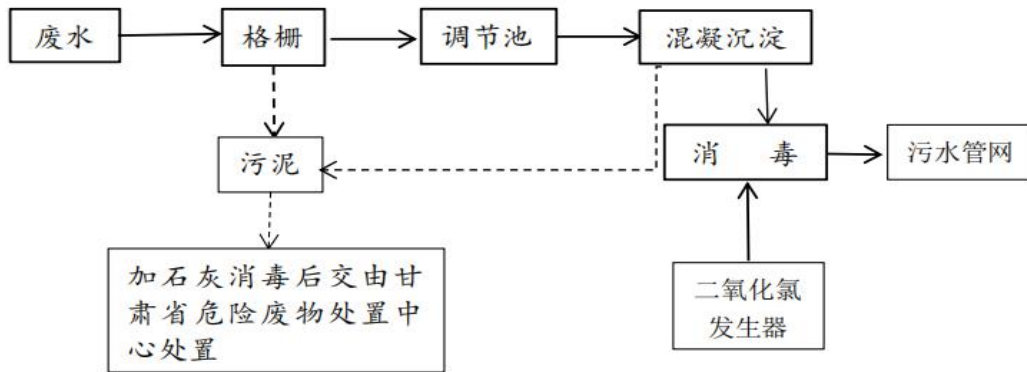 废水
格栅
调节池
混凝沉淀
污泥
消毒
污水管网
加石灰消毒后交由甘
肃省危险废物处置中
心处置
二氧化氯
发生器